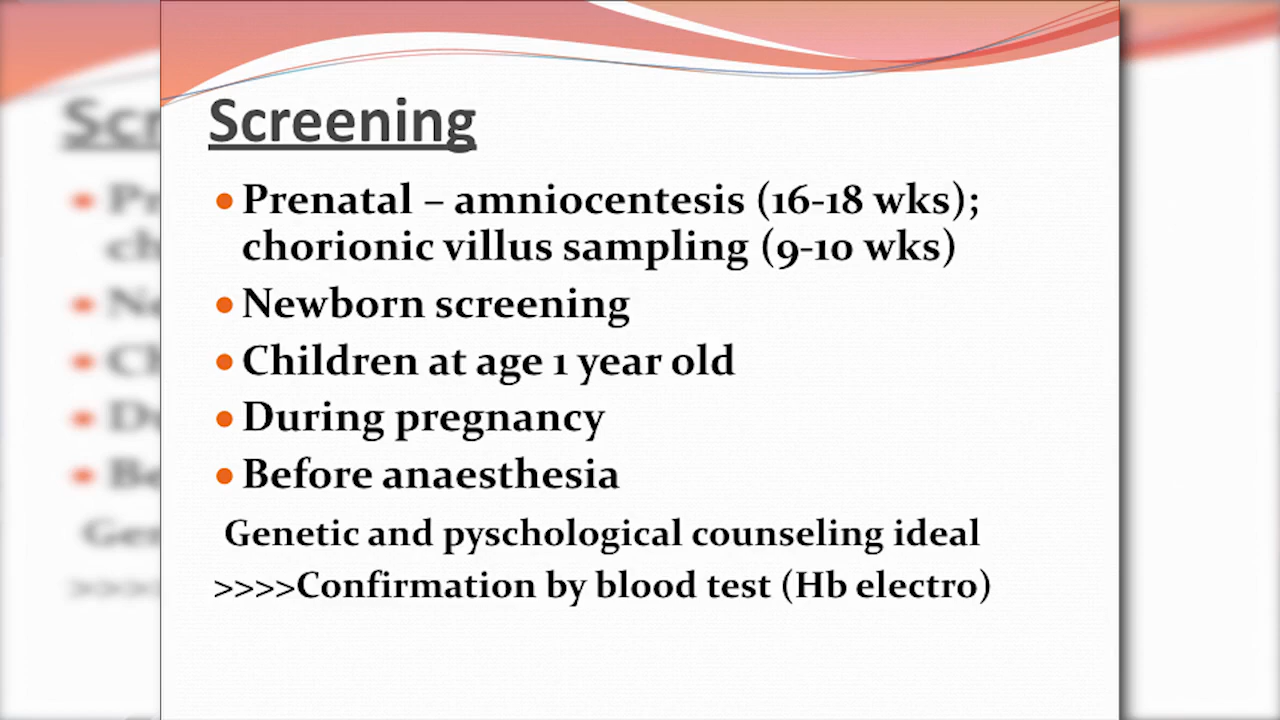 Screening
• Prenatal – amniocentesis (16-18 wks);
chorionic villus sampling (9-10 wks)
• Newborn screening
• Children at age 1 year old
• During pregnancy
• Before anaesthesia
Genetic and pyschological counseling ideal
>>>>Confirmation by blood test (Hb electro)